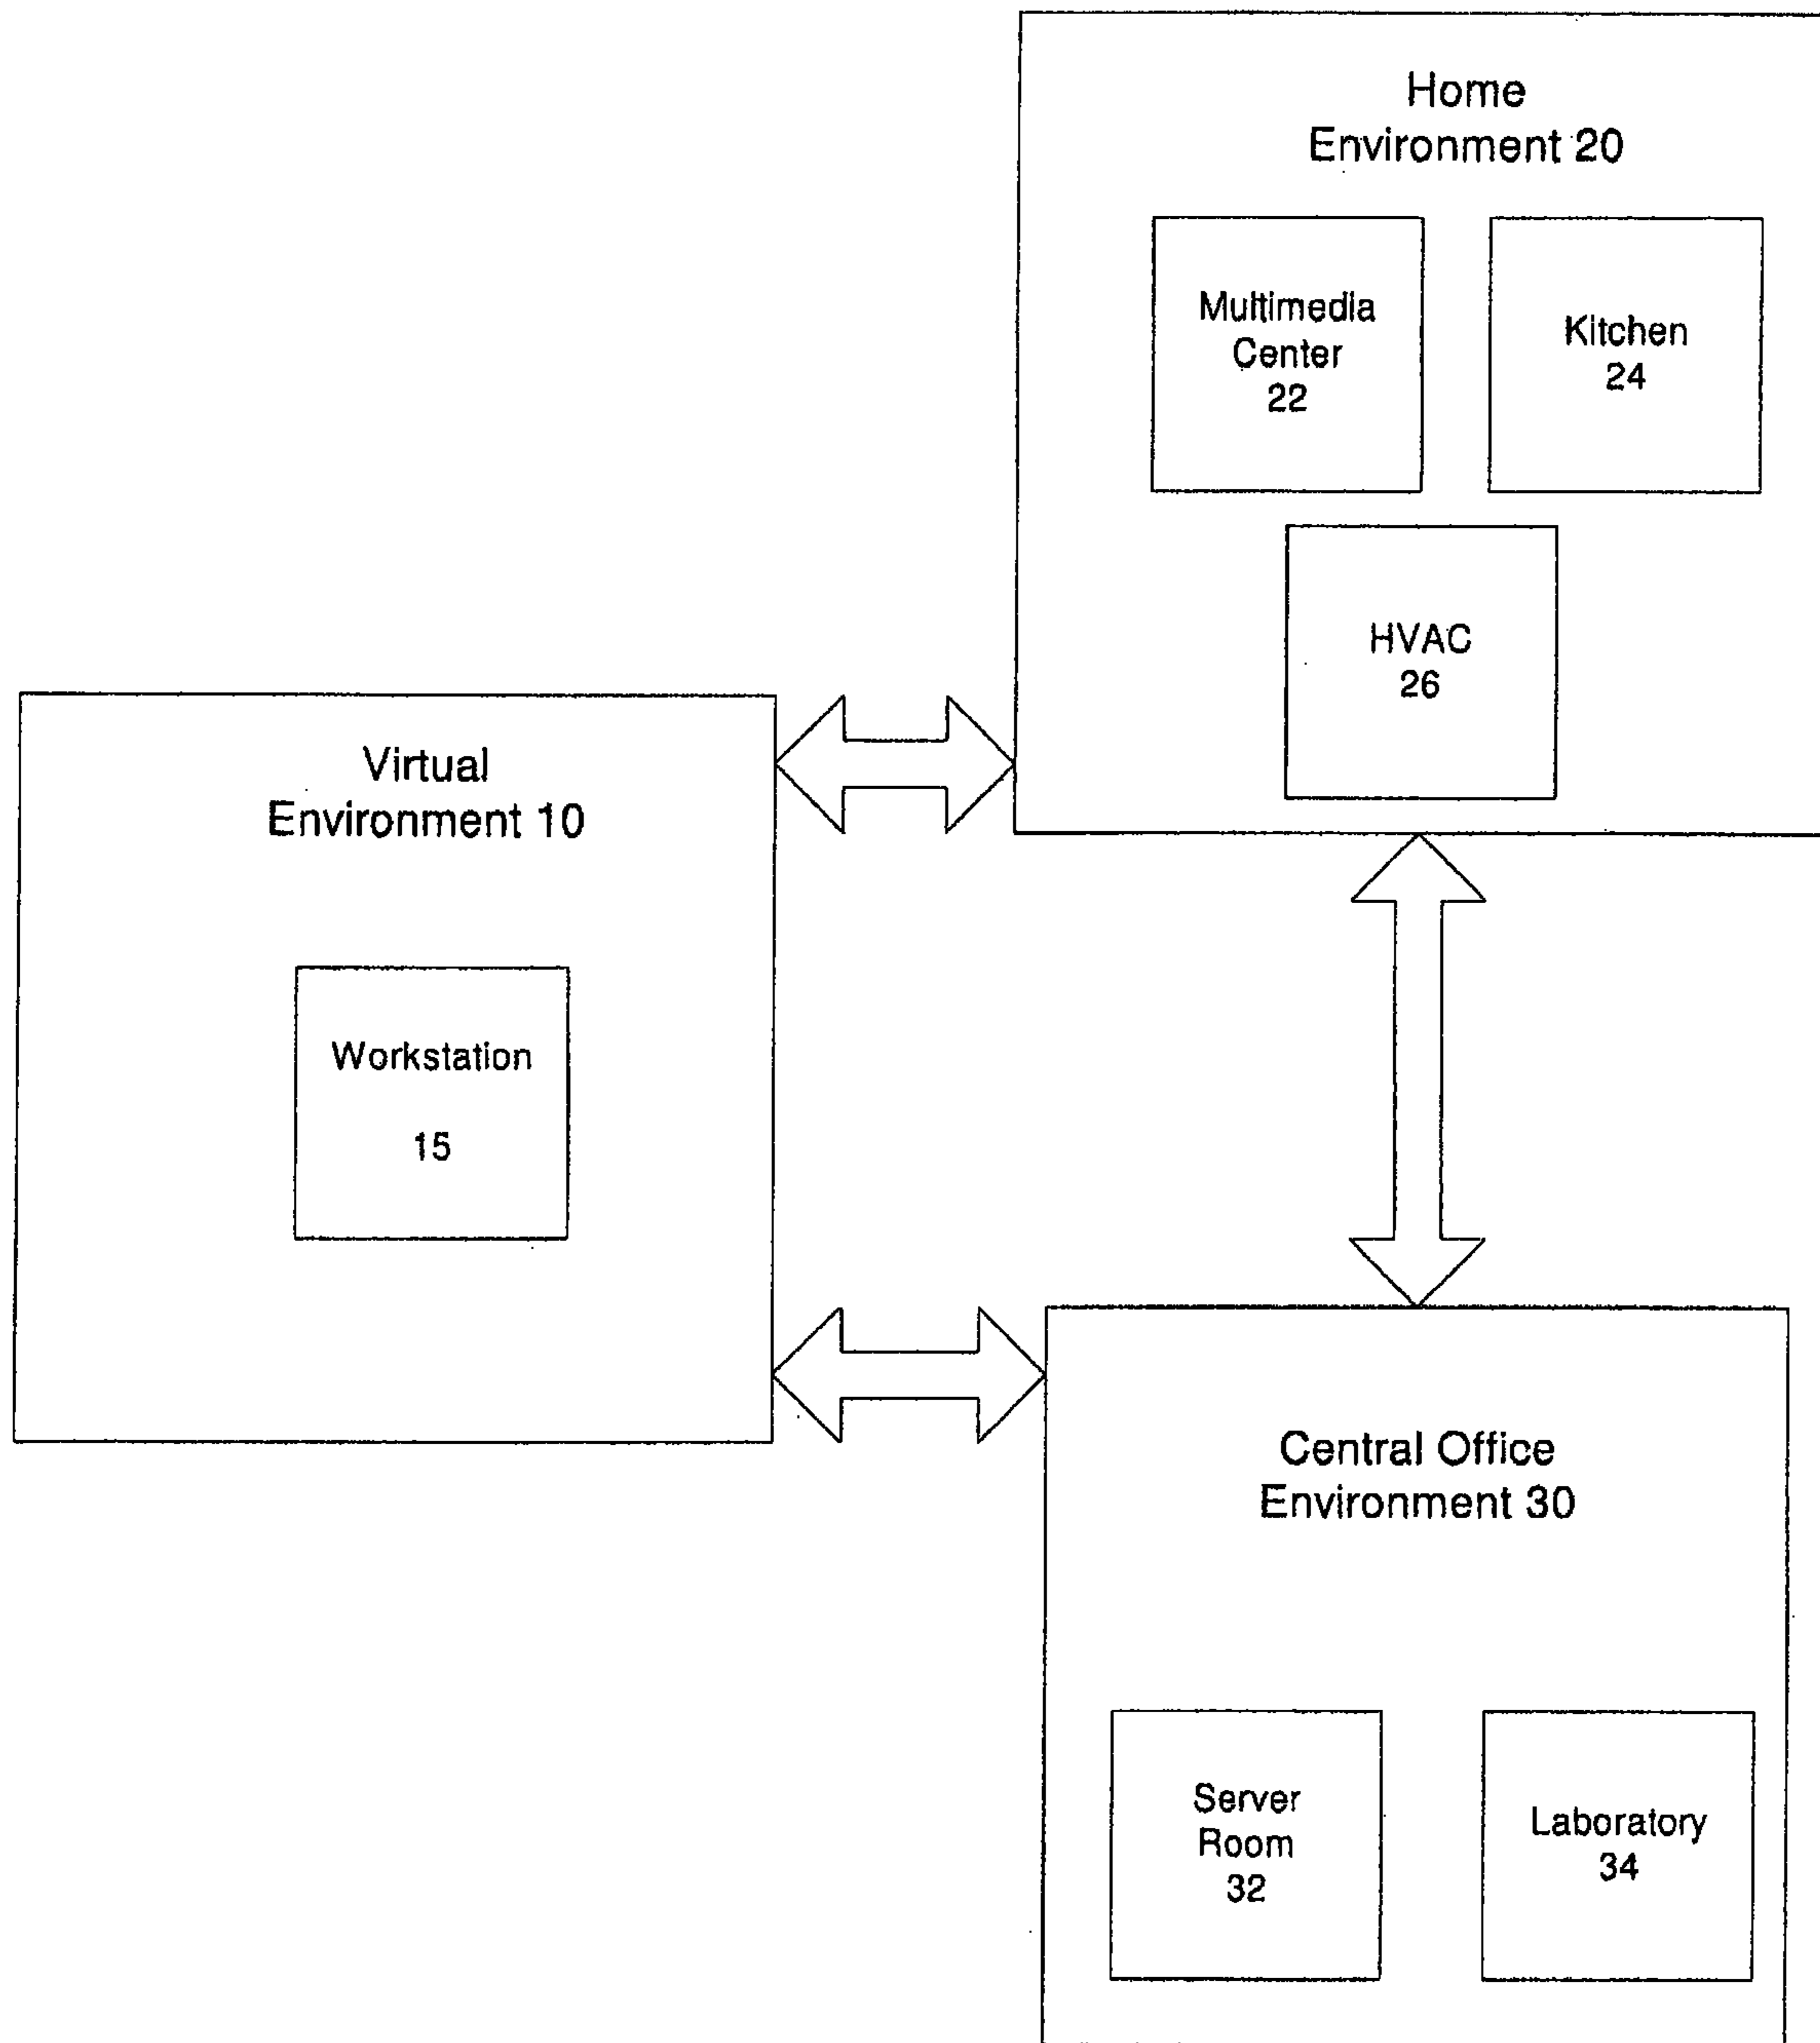 Home
Environment 20
Multimedia
Center
22
Kitchen
24
HVAC
26
Virtual
Environment 10
Workstation
15
Central Office
Environment 30
Server
Room
32
Laboratory
34